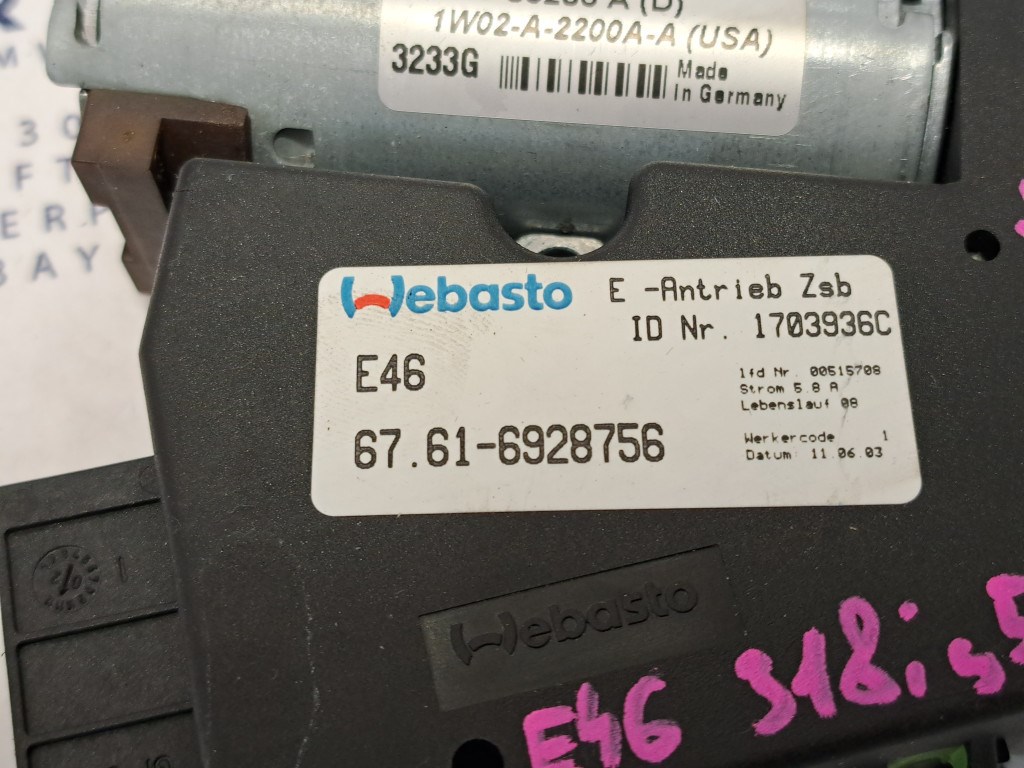 1W02-A-2200A-A (USA)
3233G
Made
In Germany
Webasto
E -Antrieb Zsb
ID Nr. 1703936C
E46
67.61-6928756
lfd Nr. 00515708
Strom 5.8 A
Lebenslauf 08
Werkercode 1
Datum: 11.06.03
Webasto
E46 318i